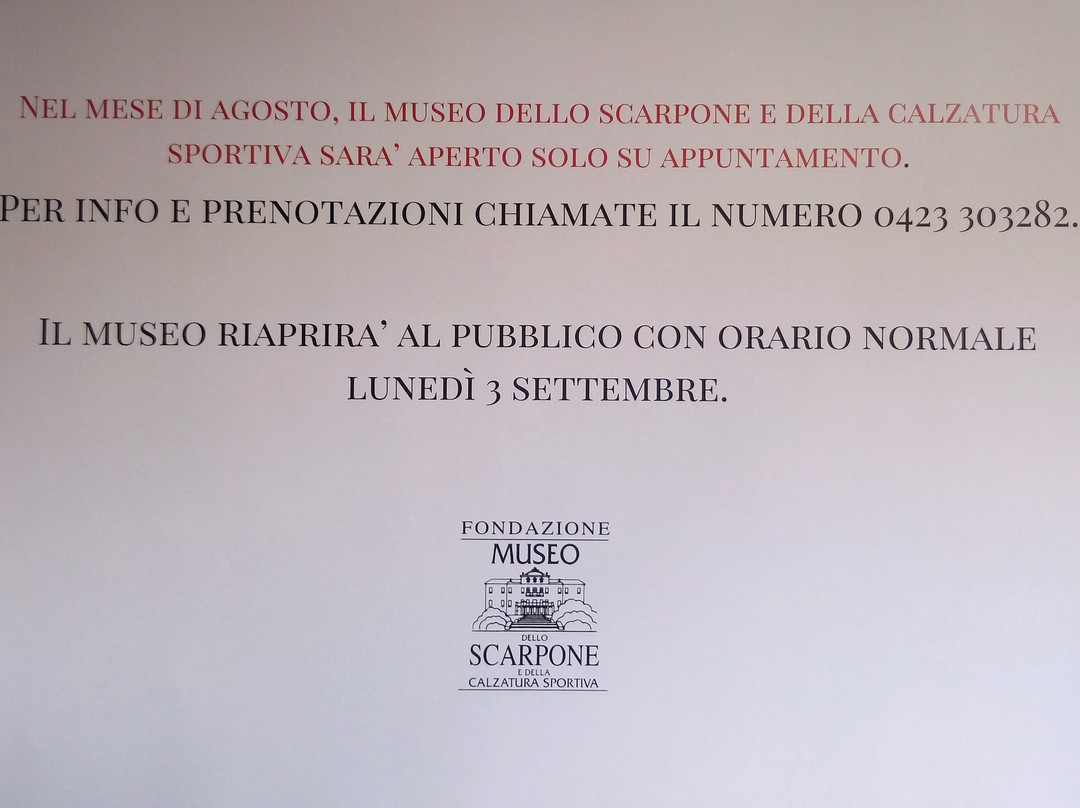 Nel mese di agosto, il museo dello scarpone e della calzatura
sportiva sara' aperto solo su appuntamento.
Per info e prenotazioni chiamate il numero 0423 303282.
Il museo riaprira' al pubblico con orario normale
lunedì 3 settembre.
FONDAZIONE
MUSEO
DELLO
SCARPONE
E DELLA
CALZATURA SPORTIVA